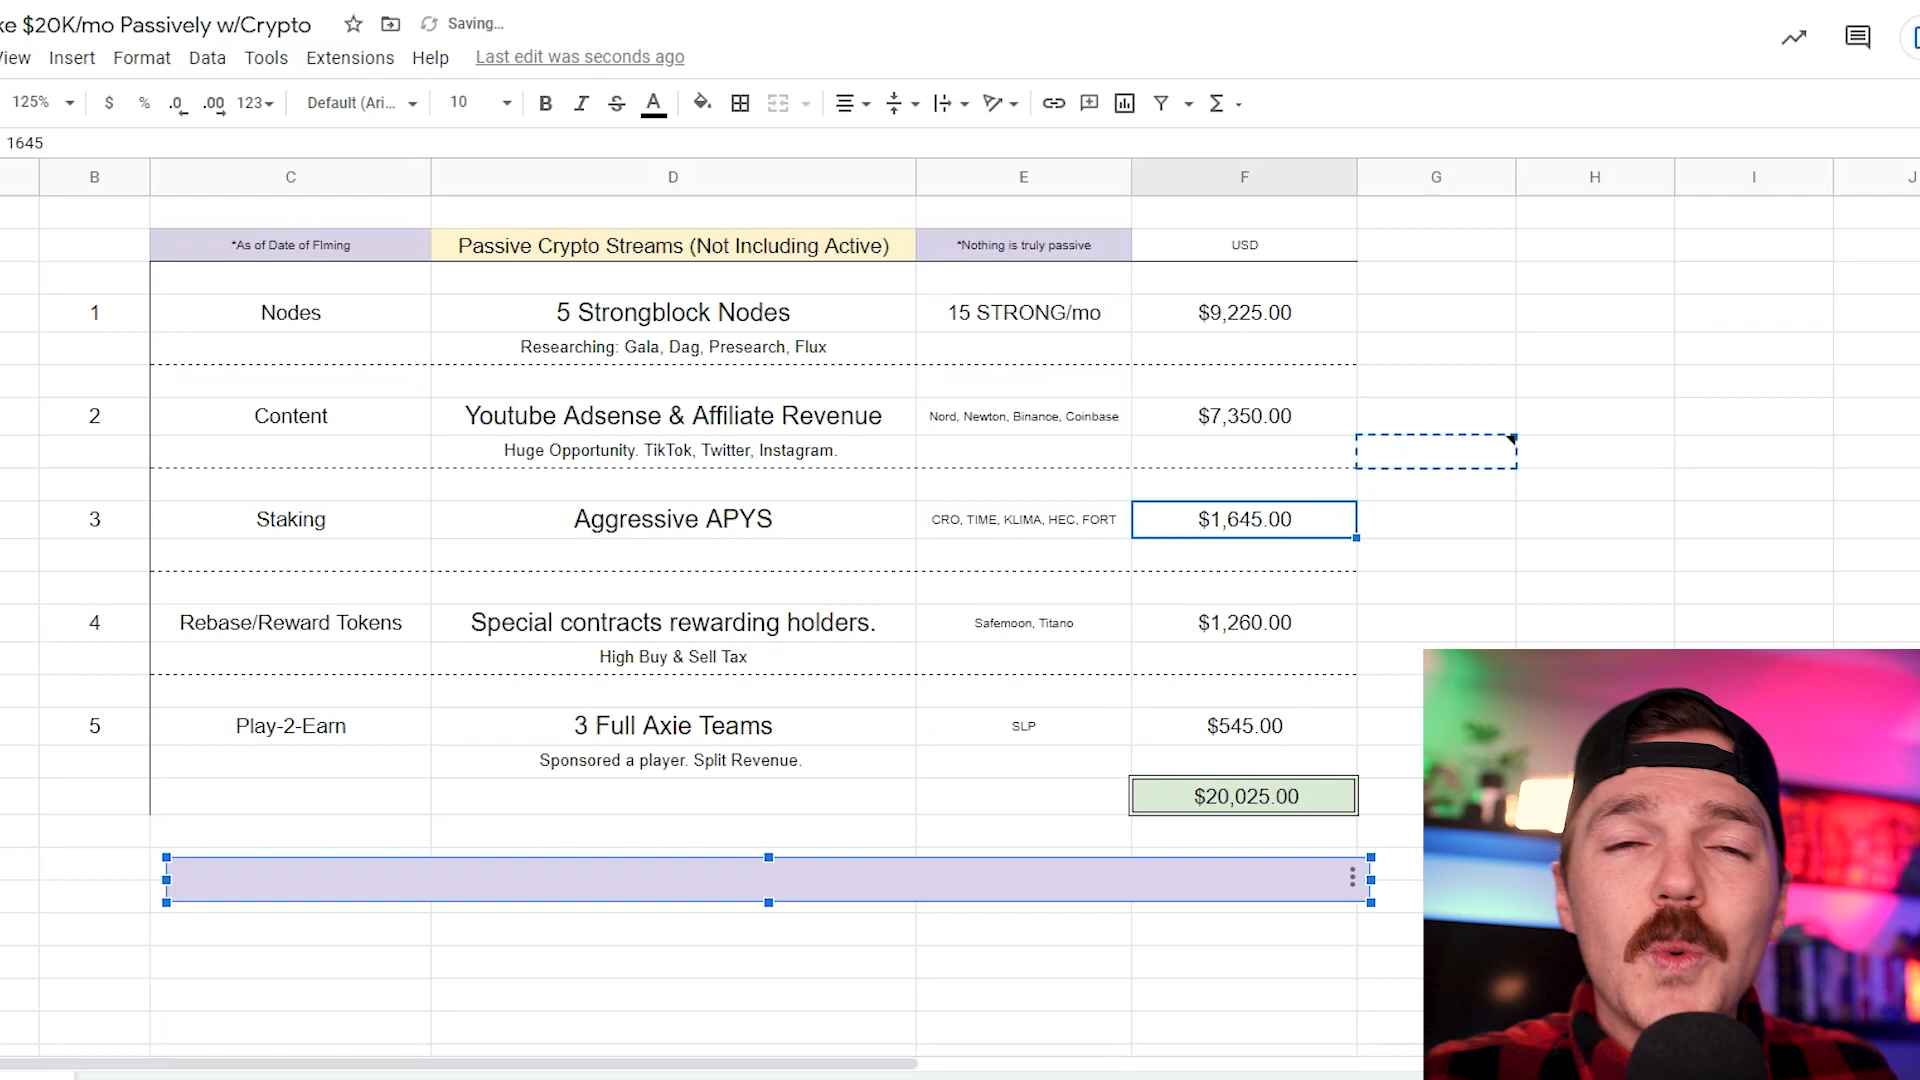 ke $20K/mo Passively w/Crypto Saving...
View Insert Format Data Tools Extensions Help Last edit was seconds ago
125% $ % .0 .00 123 Default (Ari... 10 B I S A
1645
B C D E F G H I J
*As of Date of FIming Passive Crypto Streams (Not Including Active) *Nothing is truly passive USD
1 Nodes 5 Strongblock Nodes 15 STRONG/mo $9,225.00
Researching: Gala, Dag, Presearch, Flux
2 Content Youtube Adsense & Affiliate Revenue Nord, Newton, Binance, Coinbase $7,350.00
Huge Opportunity. TikTok, Twitter, Instagram.
3 Staking Aggressive APYS CRO, TIME, KLIMA, HEC, FORT $1,645.00
4 Rebase/Reward Tokens Special contracts rewarding holders. Safemoon, Titano $1,260.00
High Buy & Sell Tax
5 Play-2-Earn 3 Full Axie Teams SLP $545.00
Sponsored a player. Split Revenue.
$20,025.00